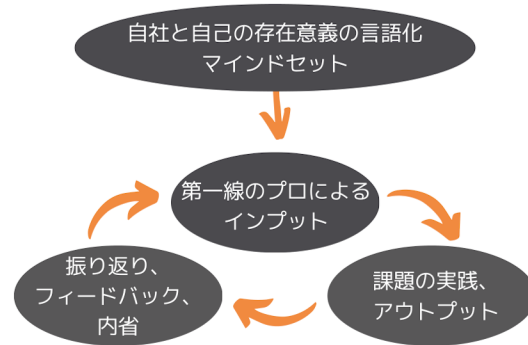 自社と自己の存在意義の言語化
マインドセット
第一線のプロによる
インプット
課題の実践、
アウトプット
振り返り、
フィードバック、
内省